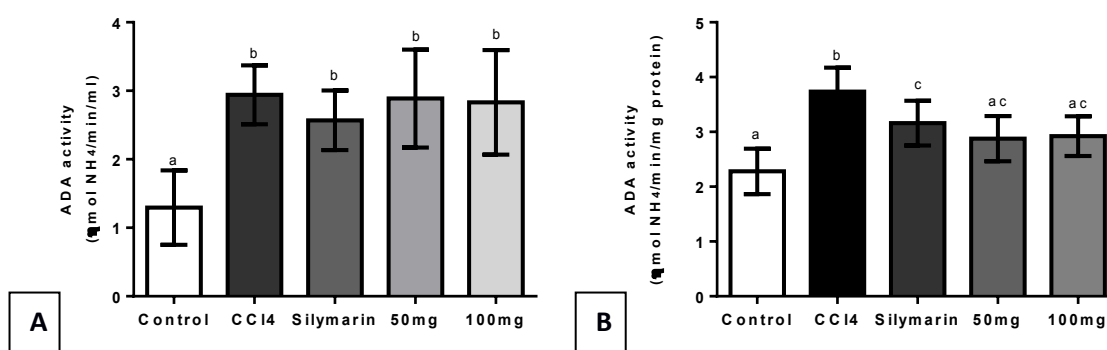 4
3
2
1
0
ADA activity
(µmol NH4/min/ml)
a
b
b
b
b
Control CCl4 Silymarin 50mg 100mg
A
5
4
3
2
1
0
ADA activity
(µmol NH4/min/mg protein)
a
b
c
a c
a c
Control CCl4 Silymarin 50mg 100mg
B